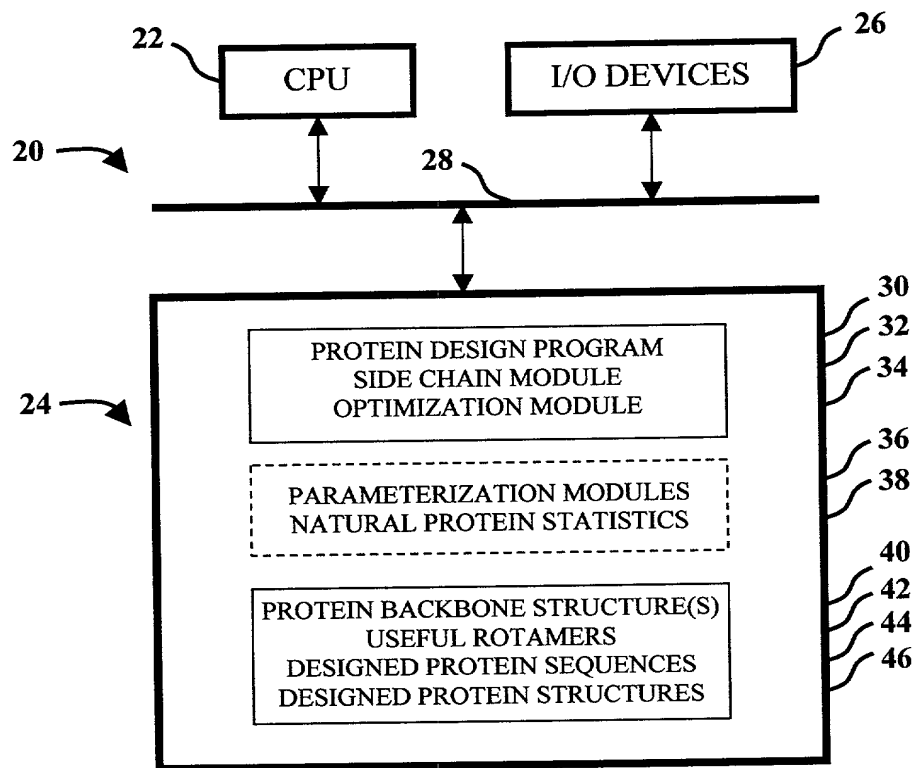 22
CPU
I/O DEVICES
26
20
28
24
PROTEIN DESIGN PROGRAM
SIDE CHAIN MODULE
OPTIMIZATION MODULE
30
32
34
PARAMETERIZATION MODULES
NATURAL PROTEIN STATISTICS
36
38
PROTEIN BACKBONE STRUCTURE(S)
USEFUL ROTAMERS
DESIGNED PROTEIN SEQUENCES
DESIGNED PROTEIN STRUCTURES
40
42
44
46